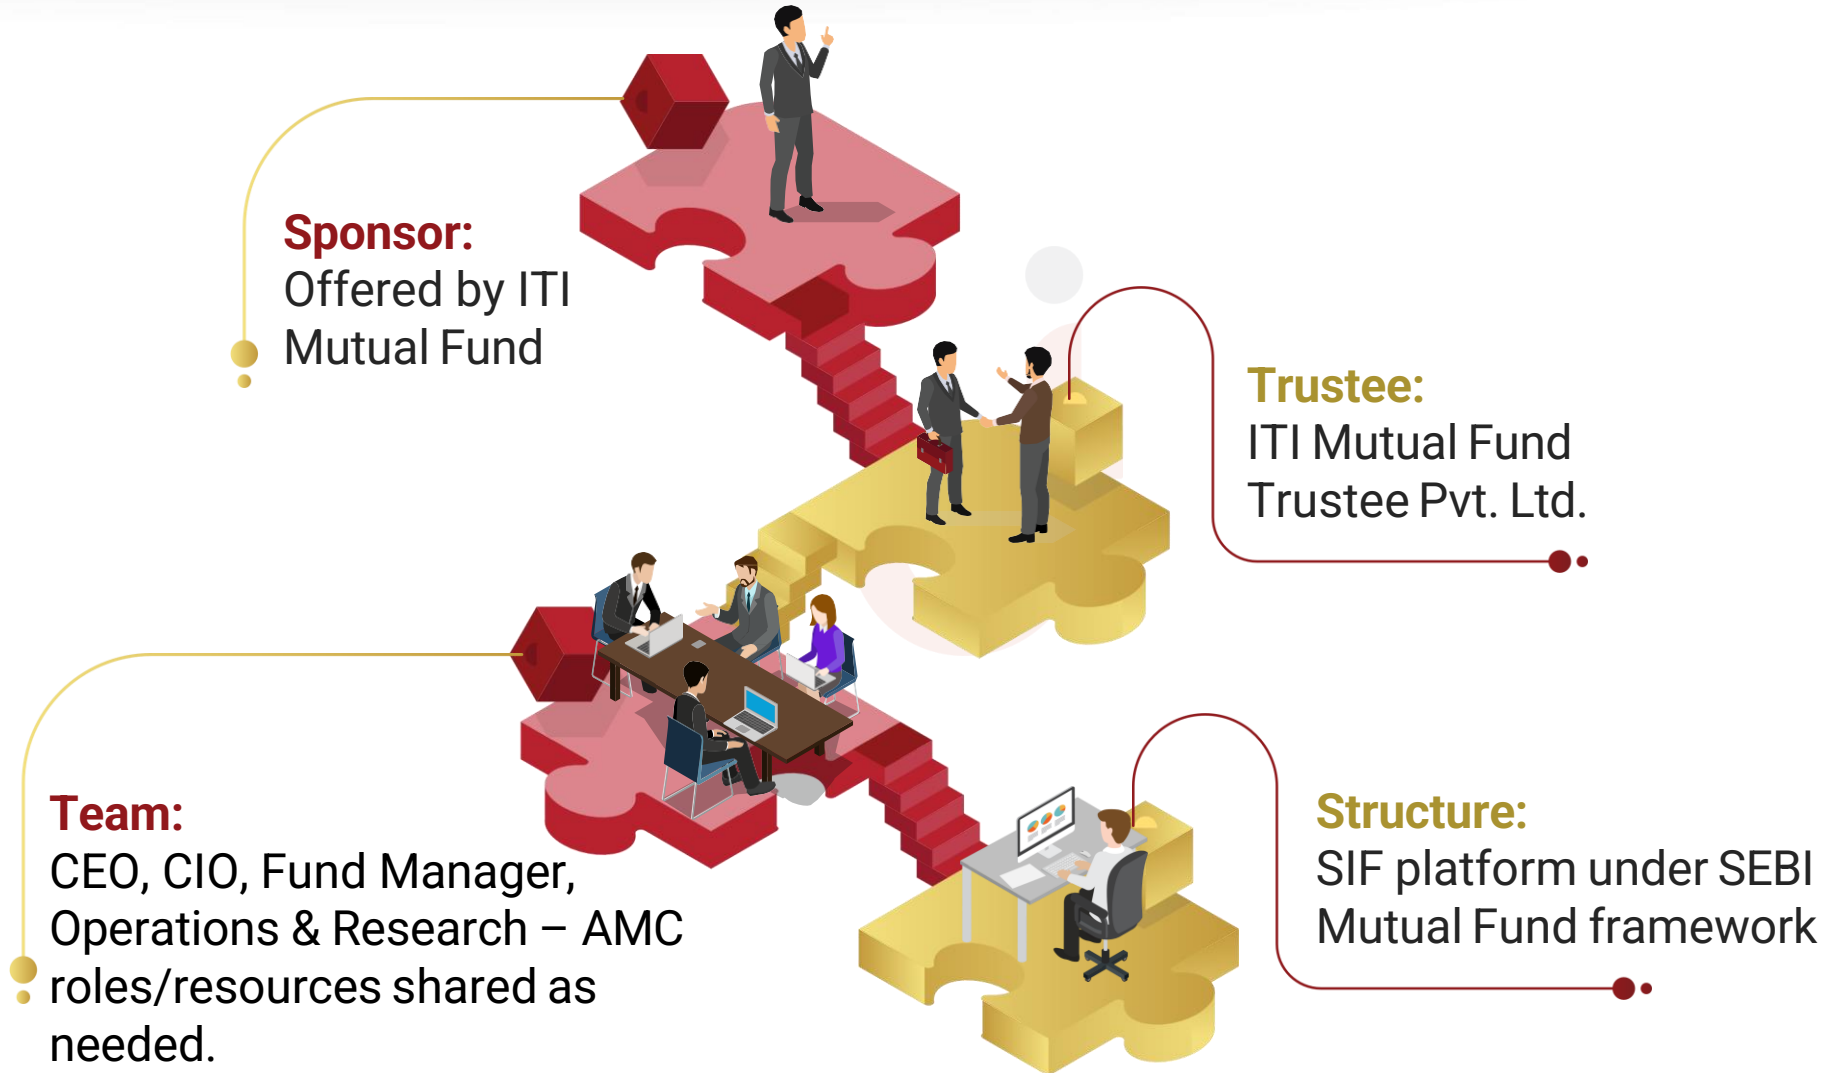 Sponsor:
Offered by ITI
Mutual Fund
Trustee:
ITI Mutual Fund
Trustee Pvt. Ltd.
Team:
CEO, CIO, Fund Manager,
Operations & Research – AMC
roles/resources shared as
needed.
Structure:
SIF platform under SEBI
Mutual Fund framework